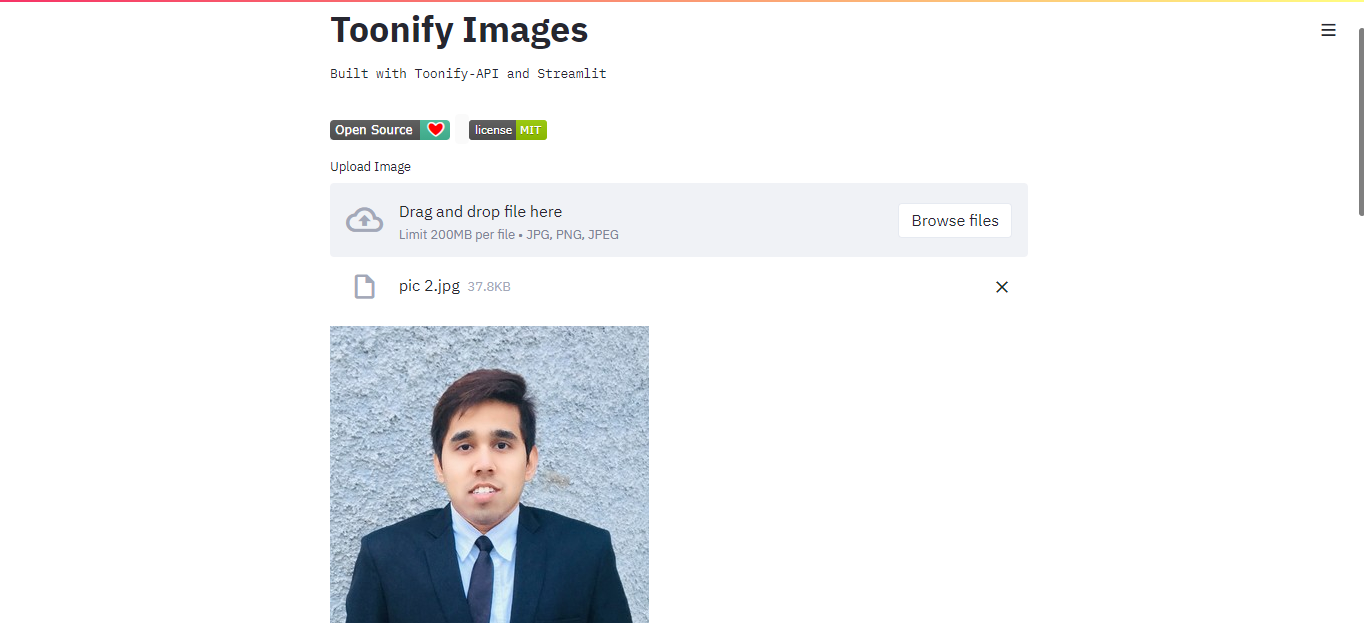 Toonify Images
Built with Toonify-API and Streamlit
Open Source
license MIT
Upload Image
Drag and drop file here
Limit 200MB per file • JPG, PNG, JPEG
Browse files
pic 2.jpg 37.8KB